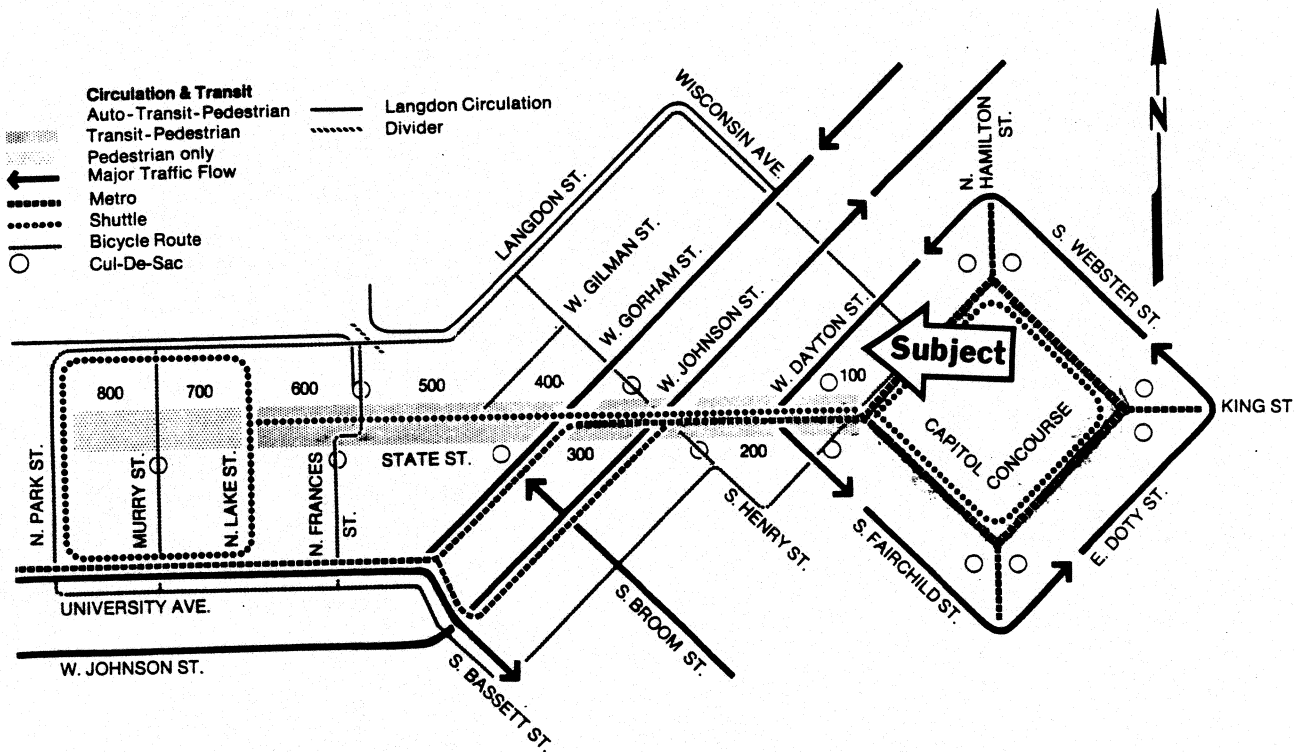 Circulation & Transit
Auto-Transit-Pedestrian
Transit-Pedestrian
Pedestrian only
Major Traffic Flow
Metro
Shuttle
Bicycle Route
Cul-De-Sac
Langdon Circulation
Divider
WISCONSIN AVE.
N. HAMILTON ST.
N
LANGDON ST.
W. GILMAN ST.
W. GORHAM ST.
W. JOHNSON ST.
W. DAYTON ST.
S. WEBSTER ST.
Subject
800
700
600
500
400
100
KING ST.
CAPITOL CONCOURSE
N. PARK ST.
MURRY ST.
N. LAKE ST.
N. FRANCES ST.
STATE ST.
300
200
S. HENRY ST.
S. FAIRCHILD ST.
E. DOTY ST.
S. BROOM ST.
UNIVERSITY AVE.
W. JOHNSON ST.
S. BASSETT ST.